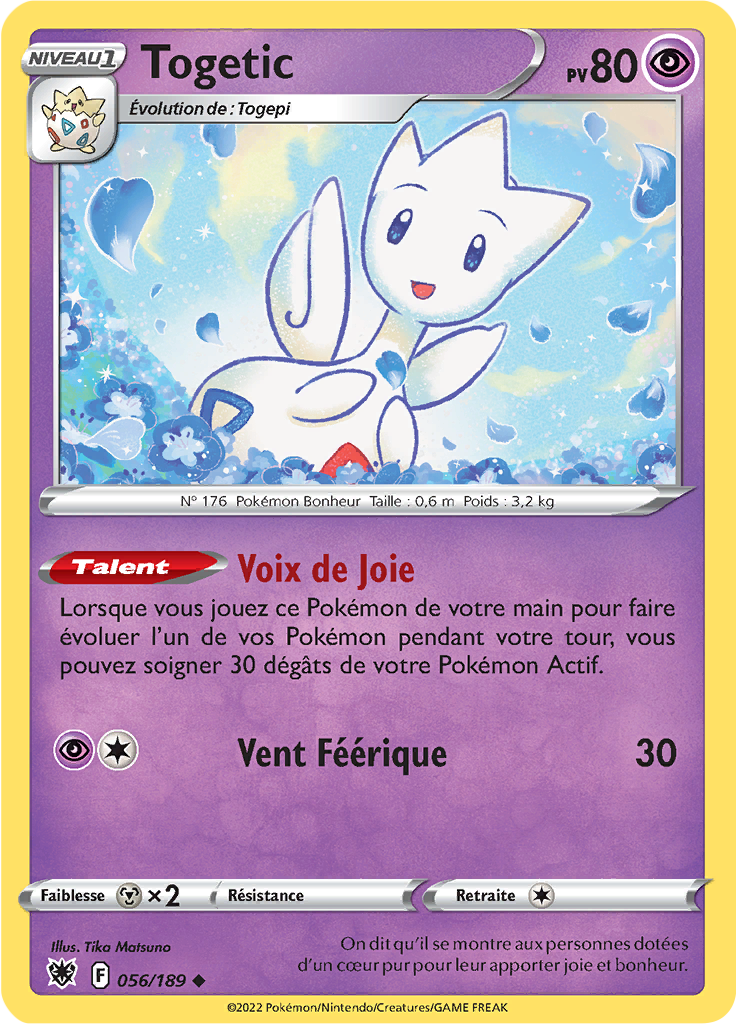 NIVEAU 1
Togetic
PV 80
Évolution de : Togepi
N° 176 Pokémon Bonheur Taille : 0,6 m Poids : 3,2 kg
Talent Voix de Joie
Lorsque vous jouez ce Pokémon de votre main pour faire
évoluer l'un de vos Pokémon pendant votre tour, vous
pouvez soigner 30 dégâts de votre Pokémon Actif.
Vent Féérique 30
Faiblesse ×2 Résistance Retraite
Illus. Tika Matsuno
On dit qu'il se montre aux personnes dotées
d'un cœur pur pour leur apporter joie et bonheur.
F 056/189 ◆
©2022 Pokémon/Nintendo/Creatures/GAME FREAK